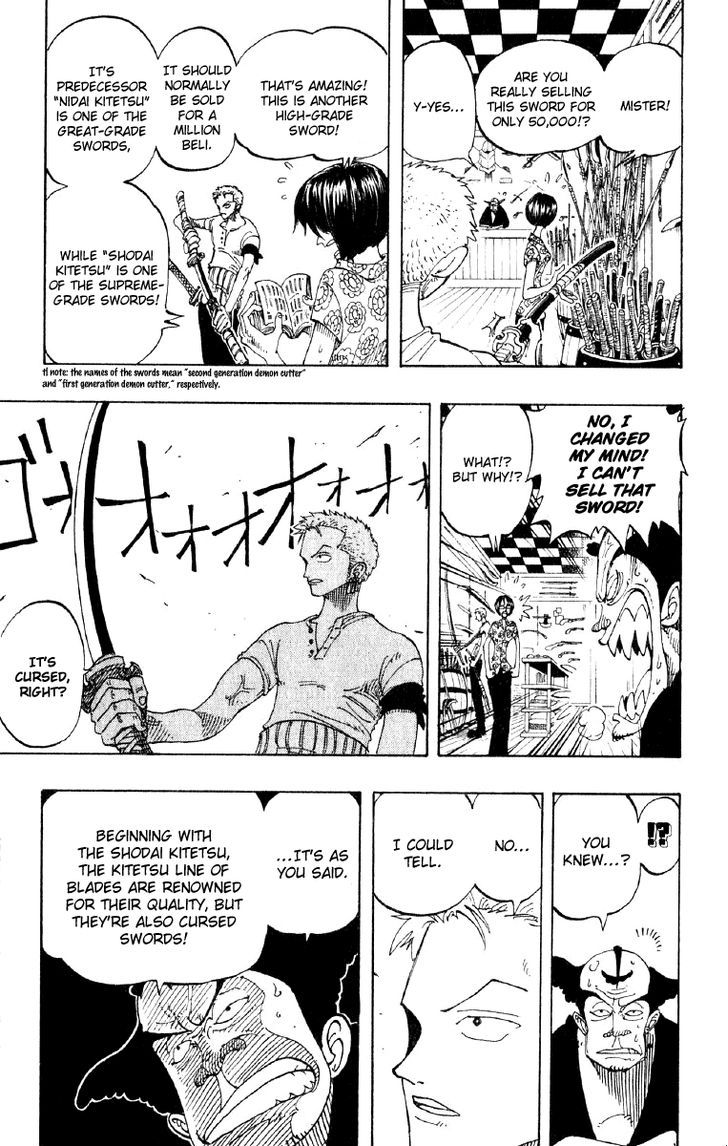 MISTER!
ARE YOU
REALLY SELLING
THIS SWORD FOR
ONLY 50,000!?
Y-YES...
THAT'S AMAZING!
THIS IS ANOTHER
HIGH-GRADE
SWORD!
IT SHOULD
NORMALLY
BE SOLD
FOR A
MILLION
BELI.
IT'S
PREDECESSOR
"NIDAI KITETSU"
IS ONE OF THE
GREAT-GRADE
SWORDS,
WHILE "SHODAI
KITETSU" IS ONE
OF THE SUPREME-
GRADE SWORDS!
tl note: the names of the swords mean "second generation demon cutter"
and "first generation demon cutter," respectively.
NO, I
CHANGED
MY MIND!
I CAN'T
SELL THAT
SWORD!
WHAT!?
BUT WHY!?
ゴオオオオオオオ
IT'S
CURSED,
RIGHT?
!?
YOU
KNEW...?
NO...
I COULD
TELL.
...IT'S AS
YOU SAID.
BEGINNING WITH
THE SHODAI KITETSU,
THE KITETSU LINE OF
BLADES ARE RENOWNED
FOR THEIR QUALITY, BUT
THEY'RE ALSO CURSED
SWORDS!